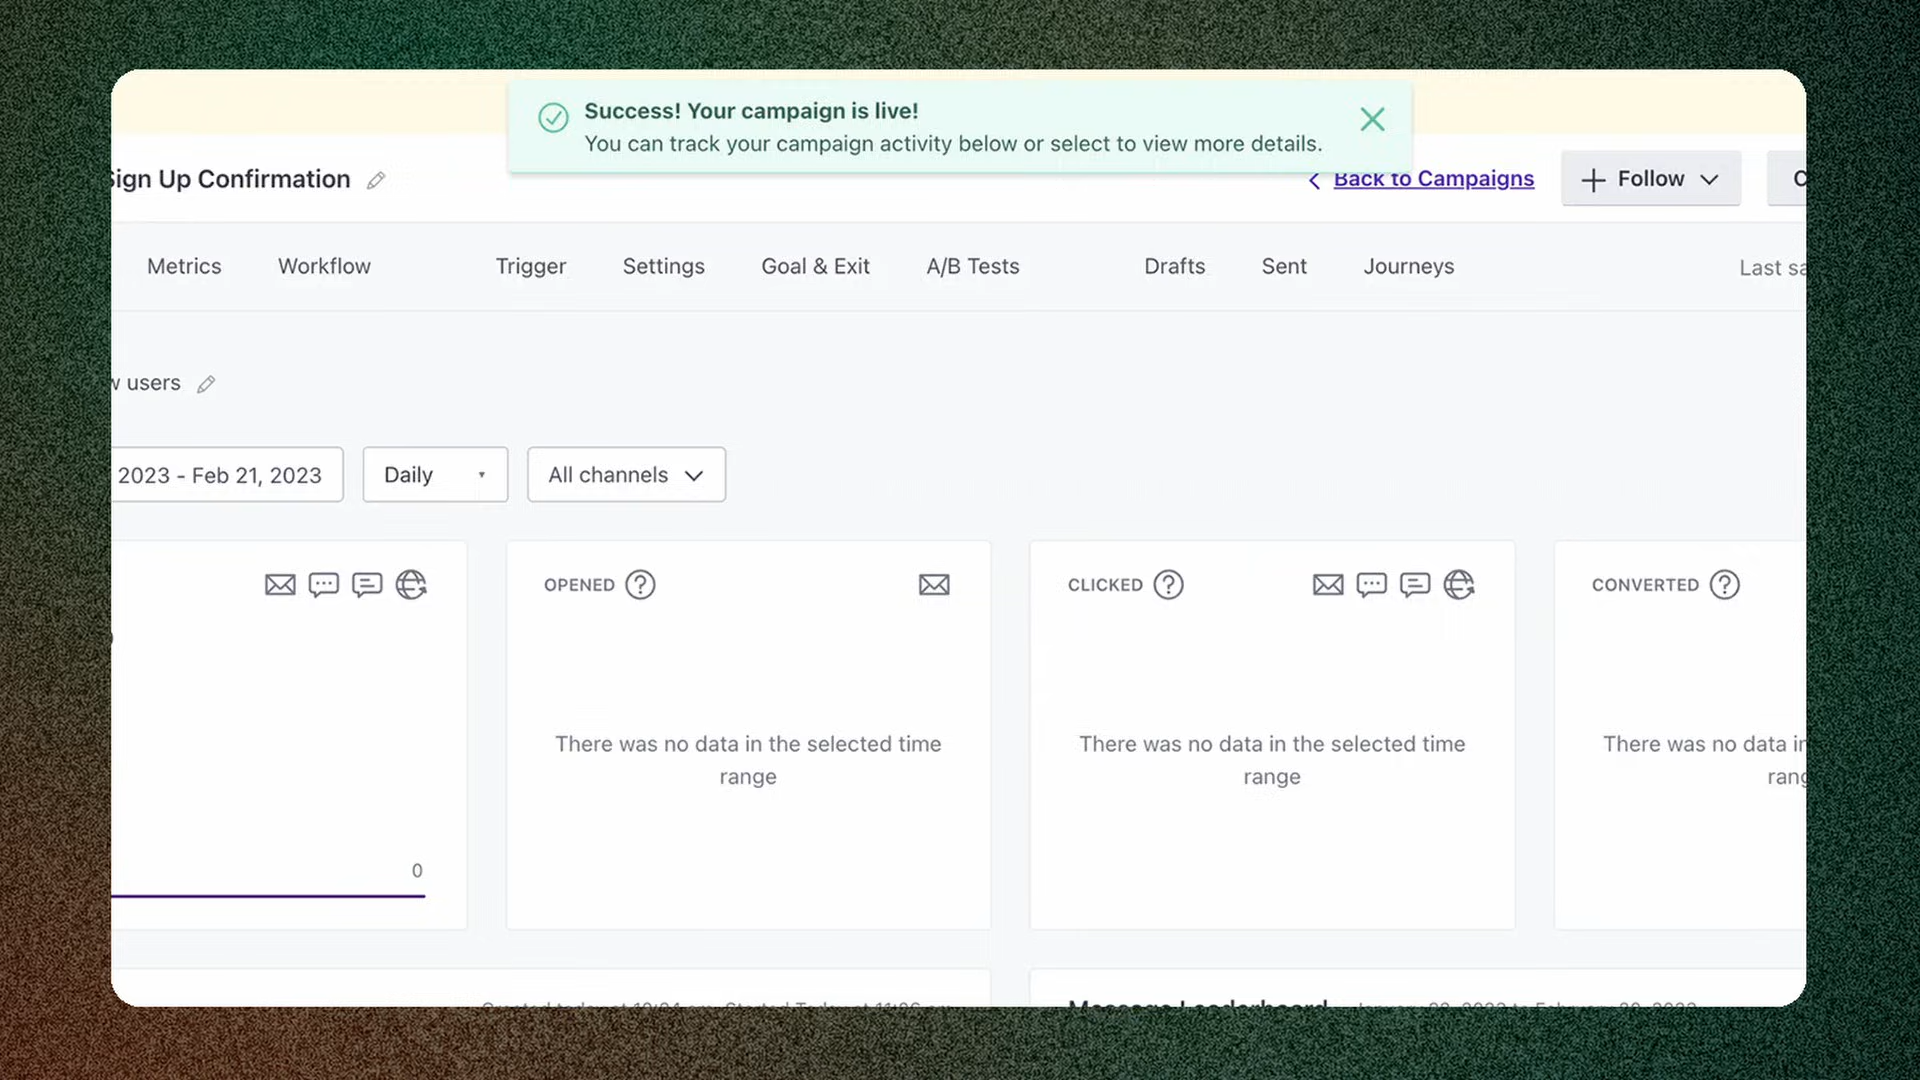 Success! Your campaign is live!
You can track your campaign activity below or select to view more details.
Sign Up Confirmation
Back to Campaigns
Follow
Metrics
Workflow
Trigger
Settings
Goal & Exit
A/B Tests
Drafts
Sent
Journeys
Last
users
2023 - Feb 21, 2023
Daily
All channels
OPENED
CLICKED
CONVERTED
There was no data in the selected time
range
There was no data in the selected time
range
There was no data
0
Message Leaderboard